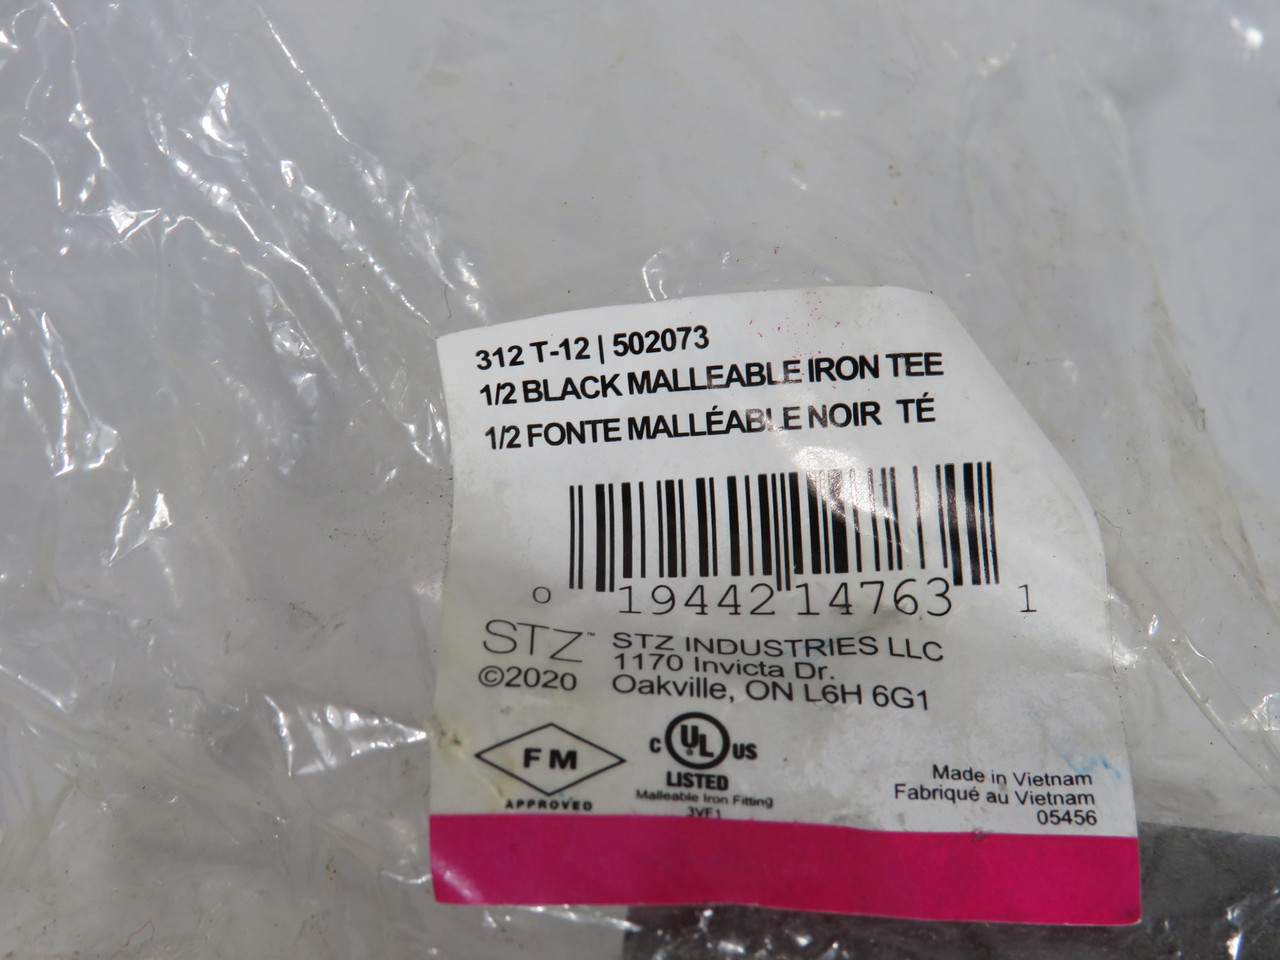 312 T-12 | 502073
1/2 BLACK MALLEABLE IRON TEE
1/2 FONTE MALLÉABLE NOIR TÉ
0 19442 14763 1
STZ™ STZ INDUSTRIES LLC
1170 Invicta Dr.
©2020 Oakville, ON L6H 6G1
FM
APPROVED
C UL US
LISTED
Malleable Iron Fitting
3VF1
Made in Vietnam
Fabriqué au Vietnam
05456